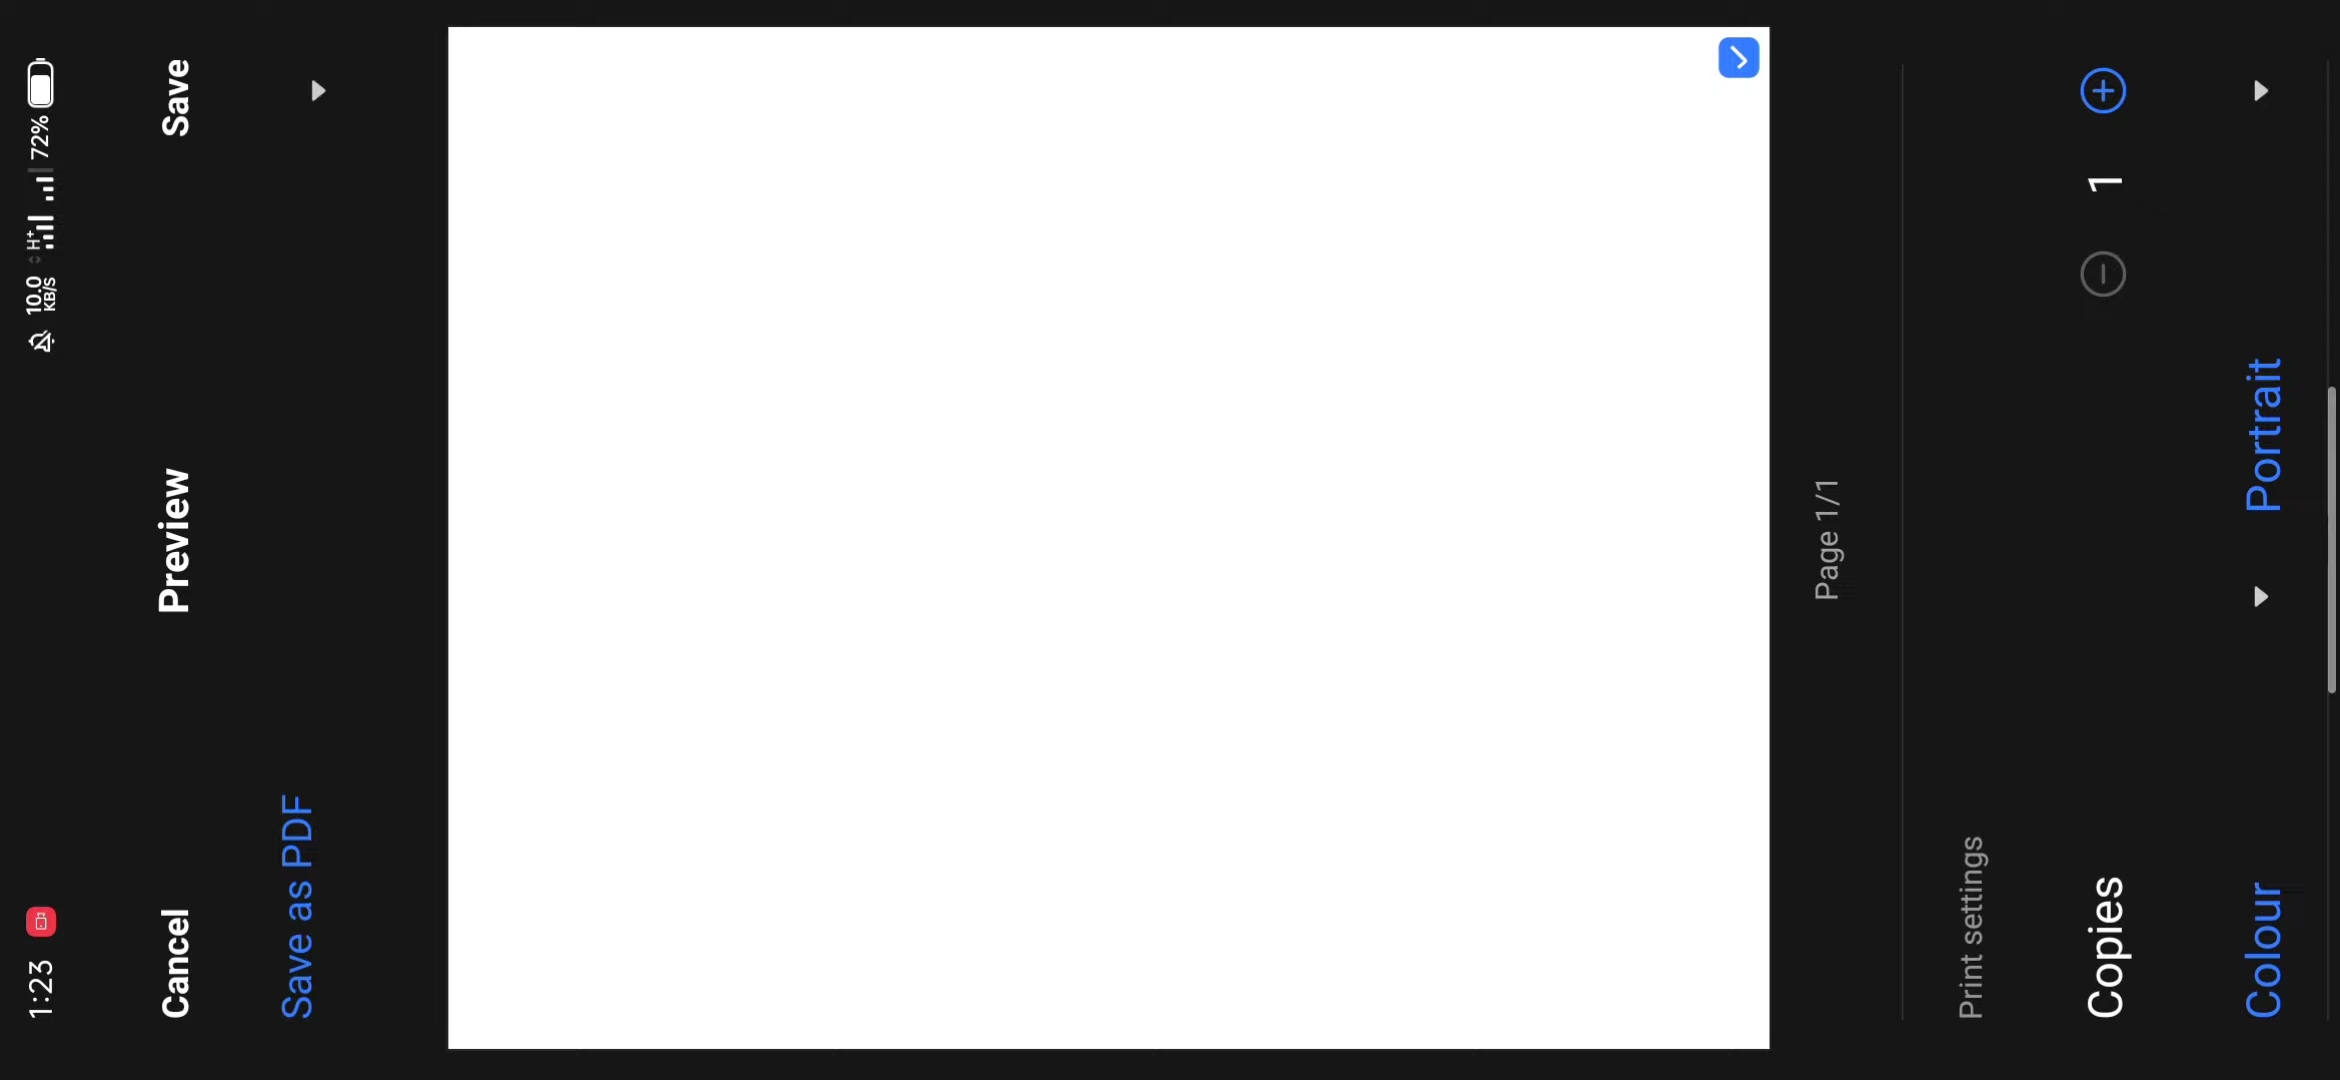 1:23 10.0 KB/S H+ 72%
Cancel Preview Save
Save as PDF
Page 1/1
Print settings
Copies 1
Colour Portrait